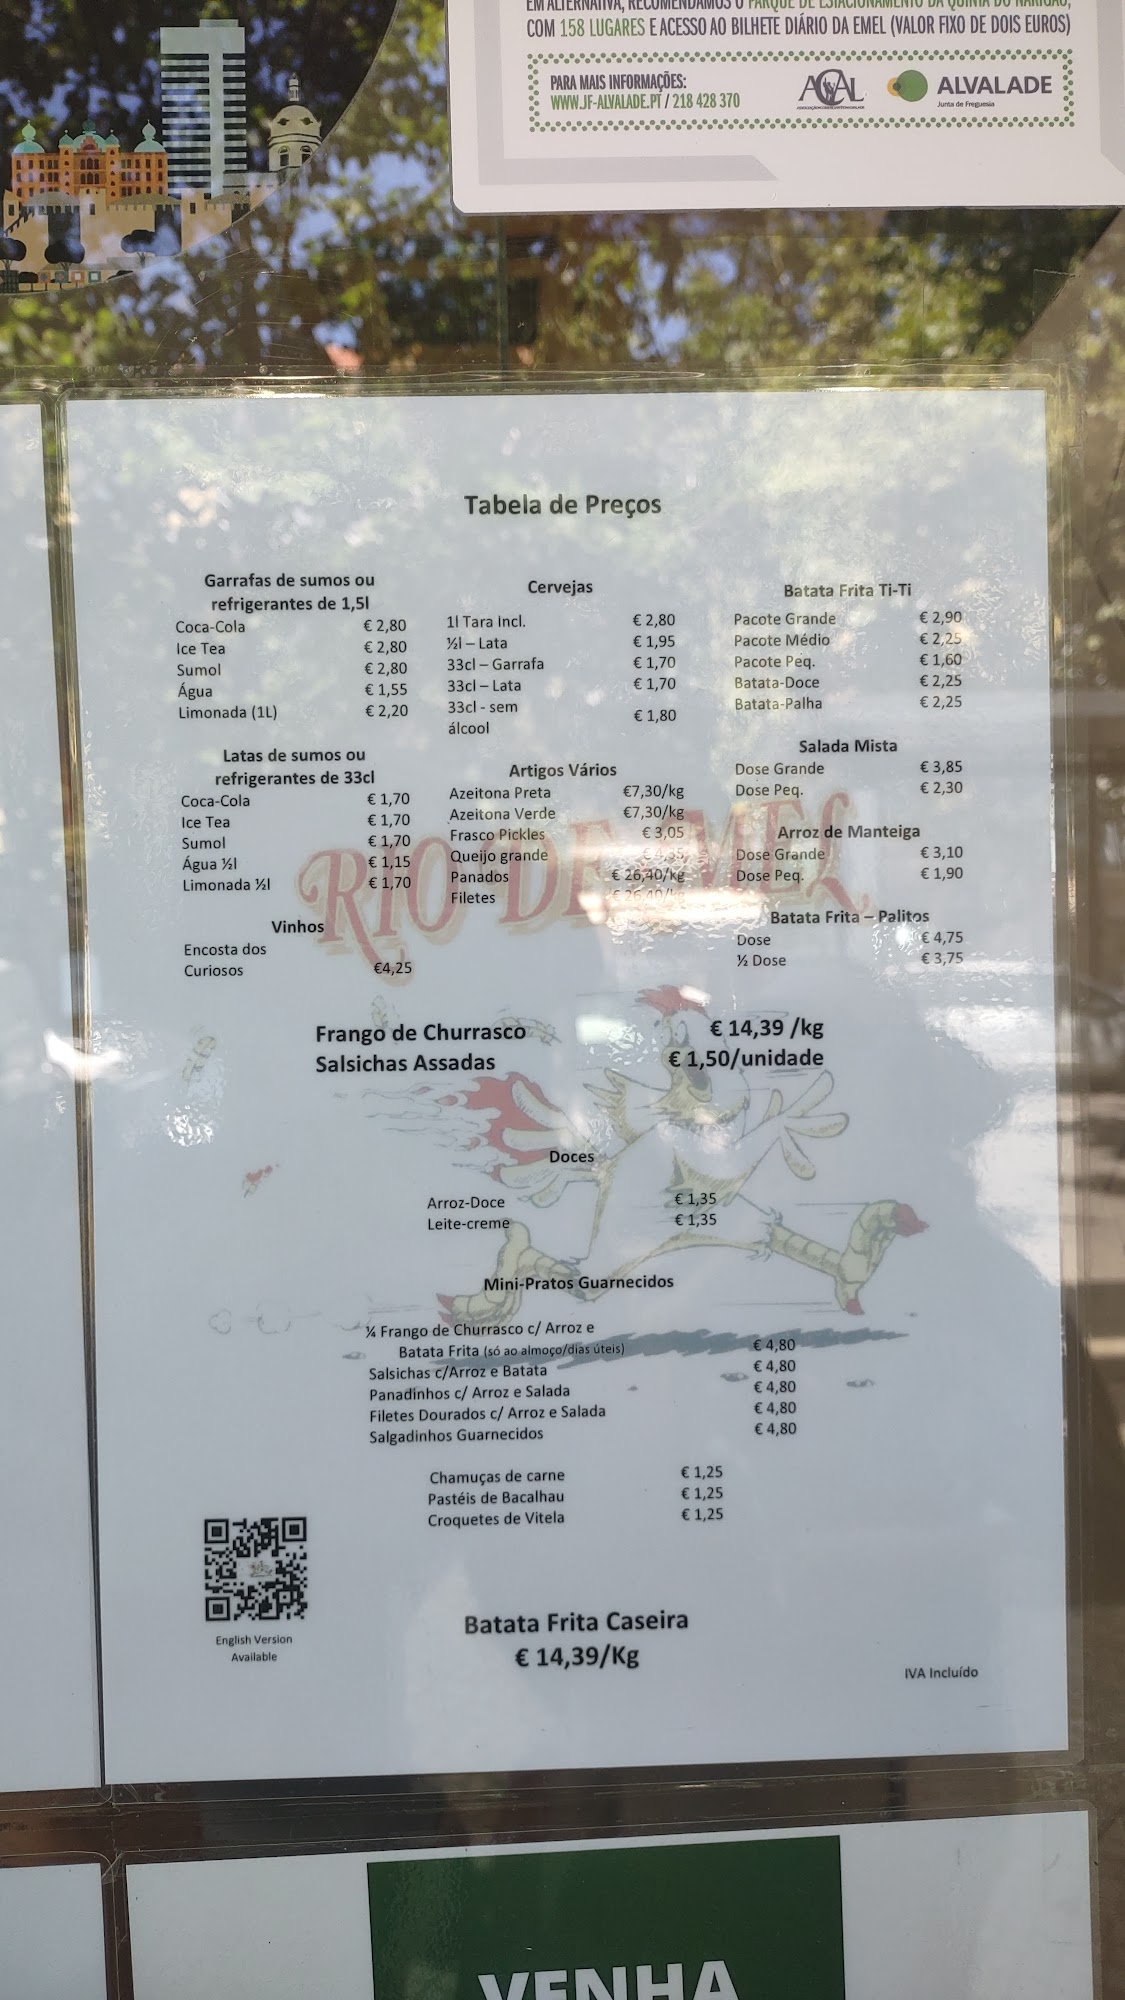 COM 158 LUGARES E ACESSO AO BILHETE DIÁRIO DA EMEL (VALOR FIXO DE DOIS EUROS)
PARA MAIS INFORMAÇÕES:
WWW.JF-ALVALADE.PT / 218 428 370
ALVALADE
Junta de Freguesia
Tabela de Preços
Garrafas de sumos ou
refrigerantes de 1,5l
Coca-Cola € 2,80
Ice Tea € 2,80
Sumol € 2,80
Água € 1,55
Limonada (1L) € 2,20
Latas de sumos ou
refrigerantes de 33cl
Coca-Cola € 1,70
Ice Tea € 1,70
Sumol € 1,70
Água ½l € 1,15
Limonada ½l € 1,70
Vinhos
Encosta dos
Curiosos €4,25
Cervejas
1l Tara Incl. € 2,80
½l – Lata € 1,95
33cl – Garrafa € 1,70
33cl – Lata € 1,70
33cl - sem
álcool € 1,80
Artigos Vários
Azeitona Preta €7,30/kg
Azeitona Verde €7,30/kg
Frasco Pickles € 3,05
Queijo grande
Panados € 26,40/kg
Filetes € 26,40/kg
Batata Frita Ti-Ti
Pacote Grande € 2,90
Pacote Médio € 2,25
Pacote Peq. € 1,60
Batata-Doce € 2,25
Batata-Palha € 2,25
Salada Mista
Dose Grande € 3,85
Dose Peq. € 2,30
Arroz de Manteiga
Dose Grande € 3,10
Dose Peq. € 1,90
Batata Frita – Palitos
Dose € 4,75
½ Dose € 3,75
RIO DE MEL
Frango de Churrasco € 14,39 /kg
Salsichas Assadas € 1,50/unidade
Doces
Arroz-Doce € 1,35
Leite-creme € 1,35
Mini-Pratos Guarnecidos
¼ Frango de Churrasco c/ Arroz e
Batata Frita (só ao almoço/dias úteis) € 4,80
Salsichas c/Arroz e Batata € 4,80
Panadinhos c/ Arroz e Salada € 4,80
Filetes Dourados c/ Arroz e Salada € 4,80
Salgadinhos Guarnecidos € 4,80
Chamuças de carne € 1,25
Pastéis de Bacalhau € 1,25
Croquetes de Vitela € 1,25
English Version
Available
Batata Frita Caseira
€ 14,39/Kg
IVA Incluído
VENHA